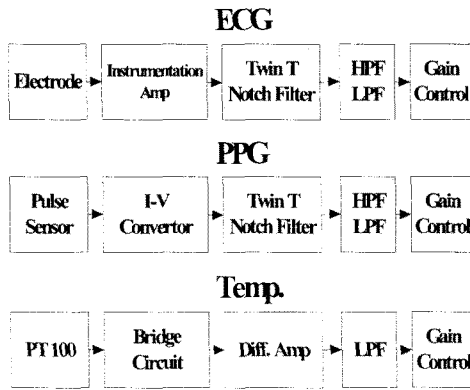 ECG
Electrode
Instrumentation
Amp
Twin T
Notch Filter
HPF
LPF
Gain
Control
PPG
Pulse
Sensor
I-V
Convertor
Twin T
Notch Filter
HPF
LPF
Gain
Control
Temp.
PT 100
Bridge
Circuit
Diff. Amp
LPF
Gain
Control